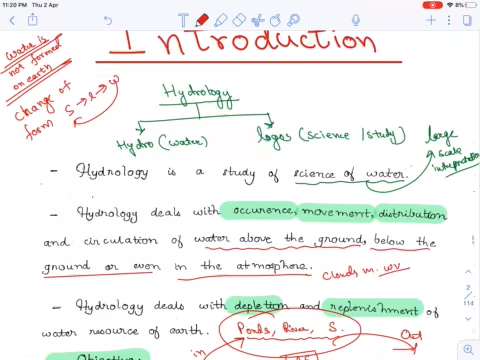 11:20 PM Thu 2 Apr
8%
Introduction
Water is
not formed
on earth
change of
form S → l → w
Hydrology
Hydro (water)
logos (science / study)
large
scale
interpretation
- Hydrology is a study of science of water.
- Hydrology deals with occurence, movement, distribution
and circulation of water above the ground, below the
ground or even in the atmosphere.
clouds m. wv
- Hydrology deals with depletion and replenishment of
water resource of earth.
Ponds, River, S.
in
Out
Objective
2
114